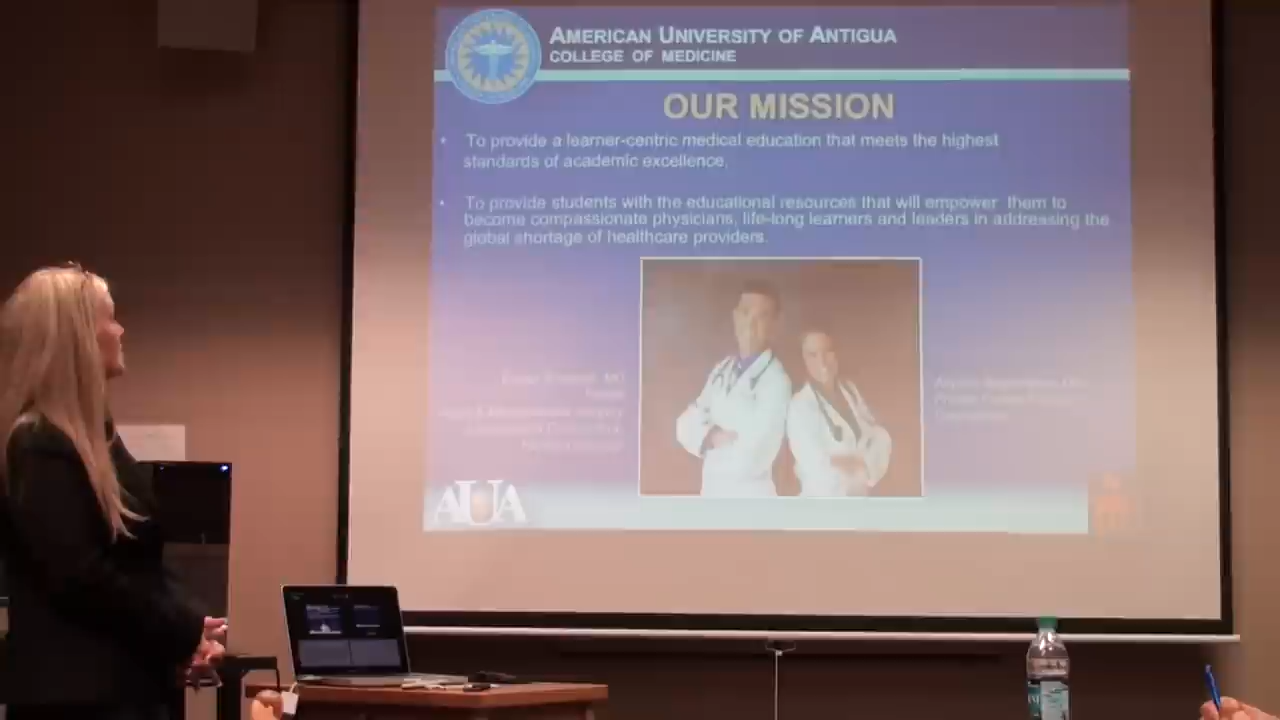 AMERICAN UNIVERSITY OF ANTIGUA
COLLEGE OF MEDICINE
OUR MISSION
• To provide a learner-centric medical education that meets the highest
standards of academic excellence.
• To provide students with the educational resources that will empower them to
become compassionate physicians, life-long learners and leaders in addressing the
global shortage of healthcare providers.
AUA